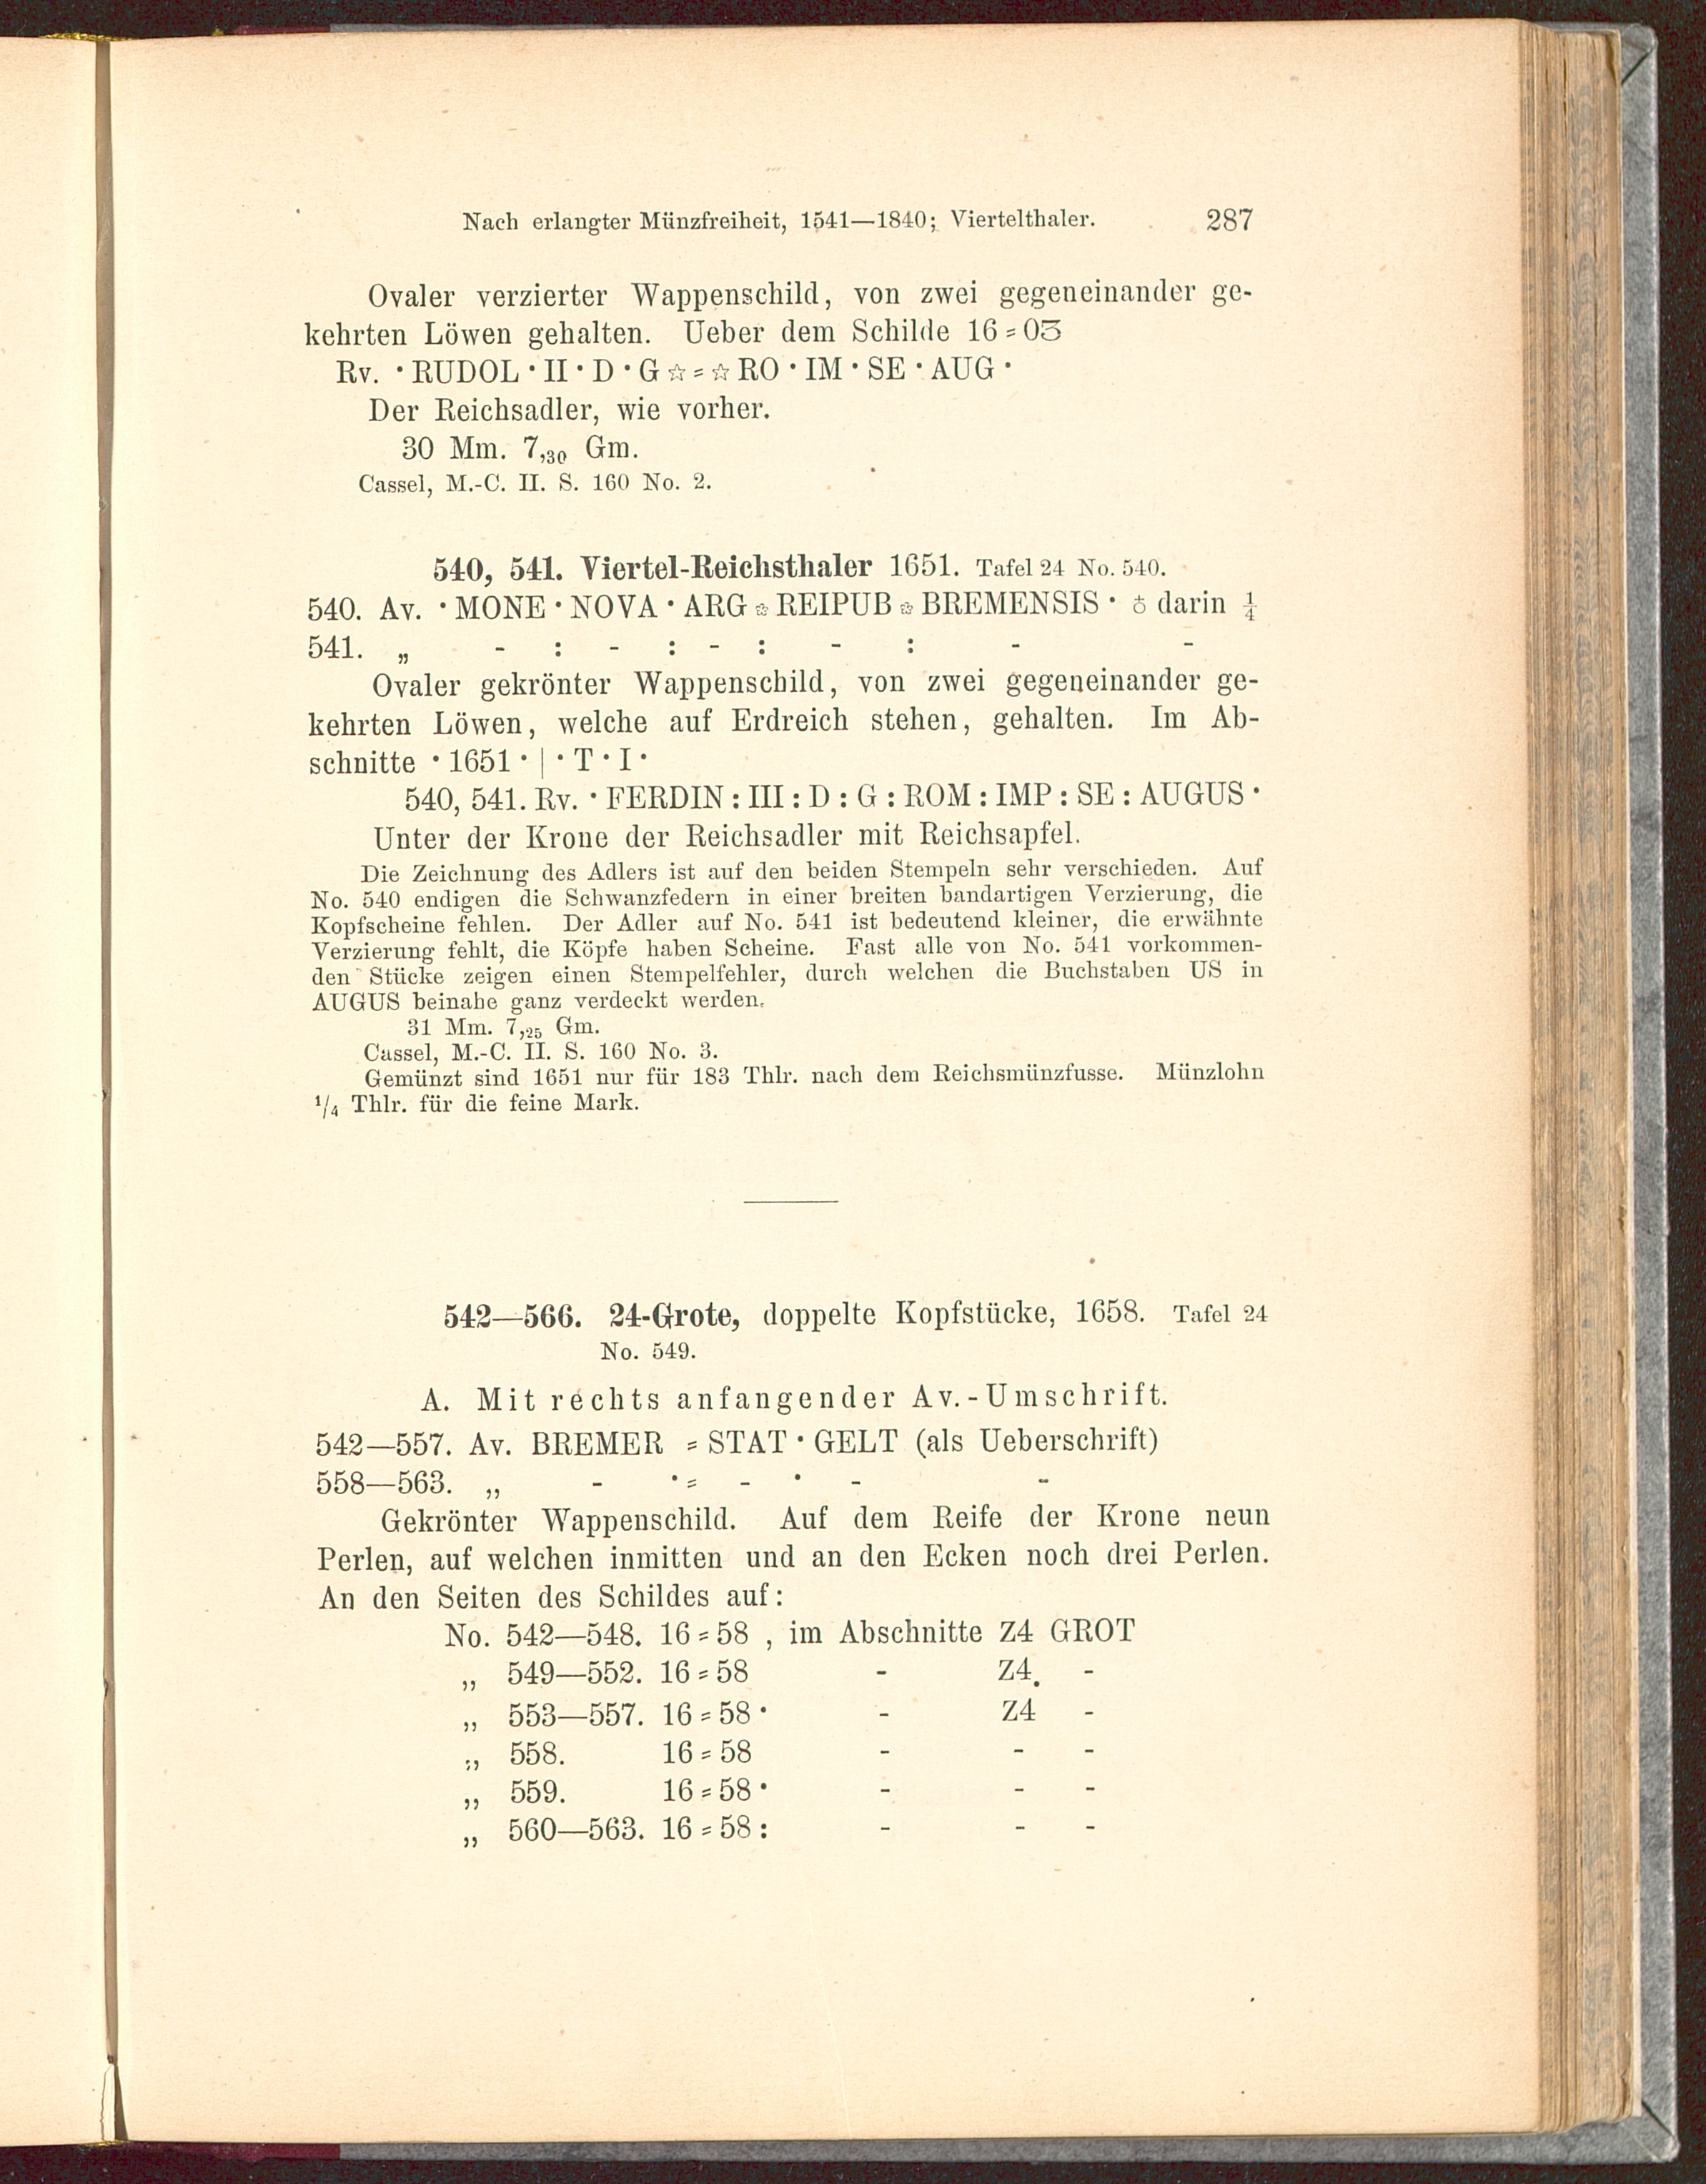 Nach erlangter Münzfreiheit, 1541—1840; Viertelthaler. 287
Ovaler verzierter Wappenschild, von zwei gegeneinander ge-
kehrten Löwen gehalten. Ueber dem Schilde 16 ⸗ 03
Rv. • RUDOL • II • D • G ☆ ⸗ ☆ RO • IM • SE • AUG •
Der Reichsadler, wie vorher.
30 Mm. 7,30 Gm.
Cassel, M.-C. II. S. 160 No. 2.
540, 541. Viertel-Reichsthaler 1651. Tafel 24 No. 540.
540. Av. • MONE • NOVA • ARG ❀ REIPUB ❀ BREMENSIS • ♁ darin ¼
541. „ - : - : - : - : - -
Ovaler gekrönter Wappenschild, von zwei gegeneinander ge-
kehrten Löwen, welche auf Erdreich stehen, gehalten. Im Ab-
schnitte • 1651 • | • T • I •
540, 541. Rv. • FERDIN : III : D : G : ROM : IMP : SE : AUGUS •
Unter der Krone der Reichsadler mit Reichsapfel.
Die Zeichnung des Adlers ist auf den beiden Stempeln sehr verschieden. Auf
No. 540 endigen die Schwanzfedern in einer breiten bandartigen Verzierung, die
Kopfscheine fehlen. Der Adler auf No. 541 ist bedeutend kleiner, die erwähnte
Verzierung fehlt, die Köpfe haben Scheine. Fast alle von No. 541 vorkommen-
den Stücke zeigen einen Stempelfehler, durch welchen die Buchstaben US in
AUGUS beinahe ganz verdeckt werden.
31 Mm. 7,25 Gm.
Cassel, M.-C. II. S. 160 No. 3.
Gemünzt sind 1651 nur für 183 Thlr. nach dem Reichsmünzfusse. Münzlohn
1/4 Thlr. für die feine Mark.
542—566. 24-Grote, doppelte Kopfstücke, 1658. Tafel 24
No. 549.
A. Mit rechts anfangender Av.-Umschrift.
542—557. Av. BREMER ⸗ STAT • GELT (als Ueberschrift)
558—563. „ - • ⸗ - • - -
Gekrönter Wappenschild. Auf dem Reife der Krone neun
Perlen, auf welchen inmitten und an den Ecken noch drei Perlen.
An den Seiten des Schildes auf:
No. 542—548. 16 ⸗ 58 , im Abschnitte Z4 GROT
„ 549—552. 16 ⸗ 58 - Z4. -
„ 553—557. 16 ⸗ 58 • - Z4 -
„ 558. 16 ⸗ 58 - - -
„ 559. 16 ⸗ 58 • - - -
„ 560—563. 16 ⸗ 58 : - - -